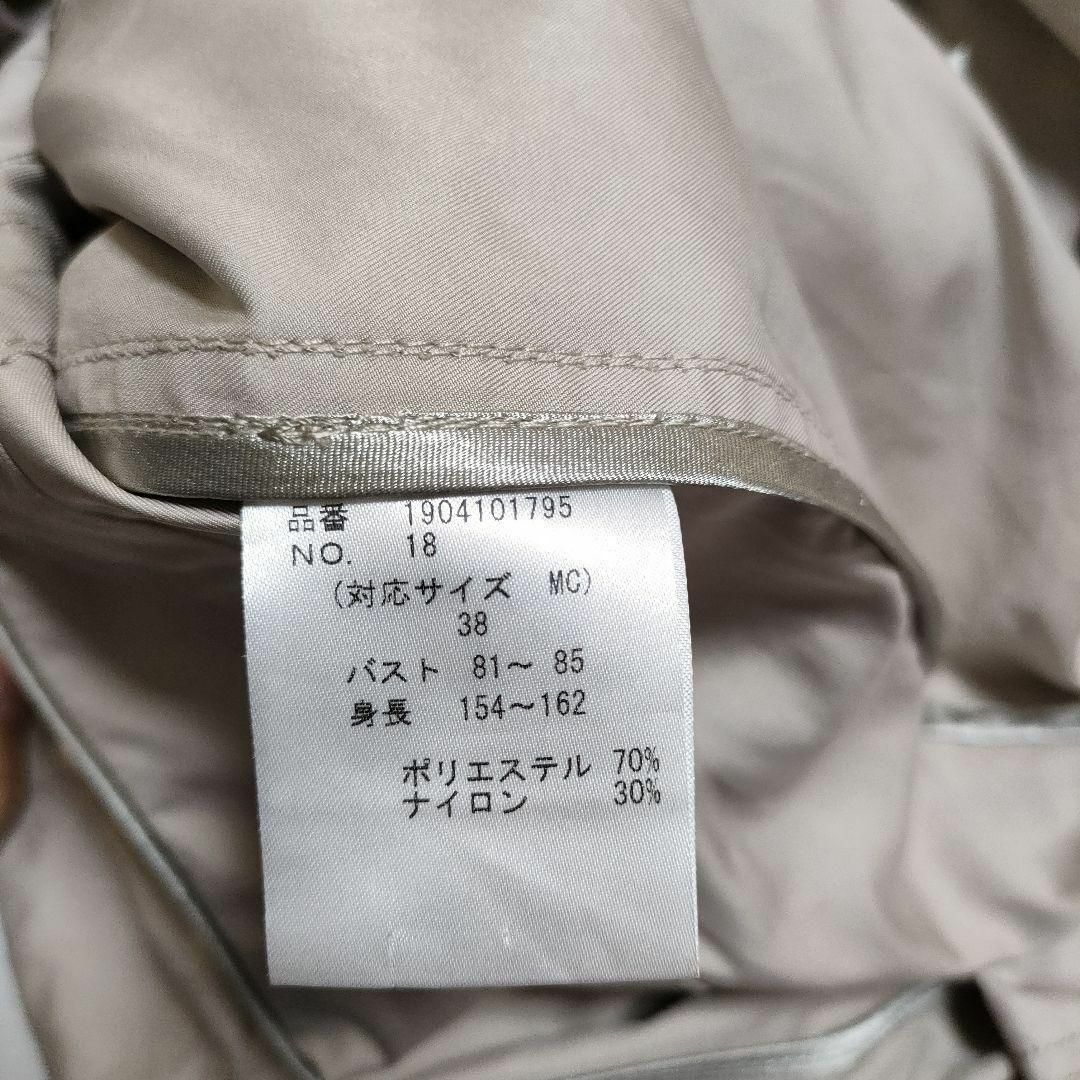 品番 1904101795
NO. 18
(対応サイズ MC)
38
バスト 81〜 85
身長 154〜162
ポリエステル 70%
ナイロン 30%